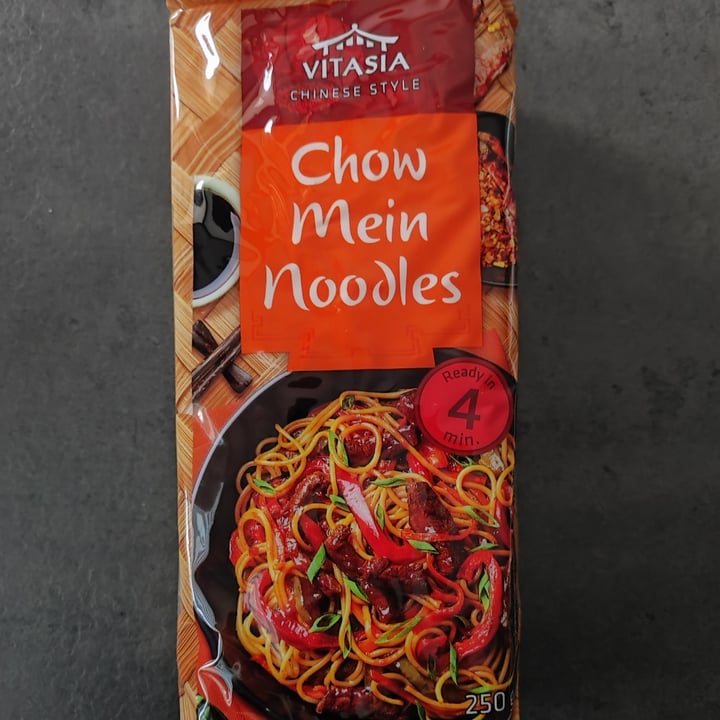 VITASIA
CHINESE STYLE
Chow
Mein
Noodles
Ready in
4
min.
250 g